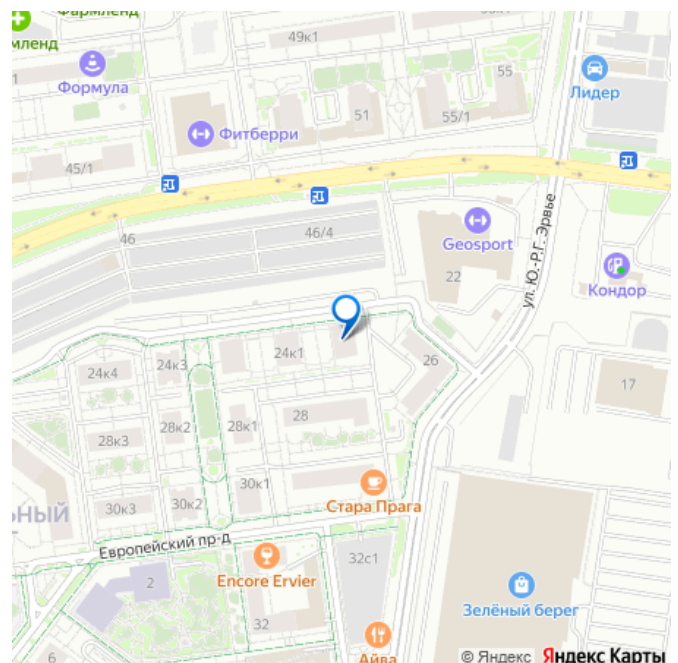 Фармленд
мленд
49к1
Формула
55
Лидер
51
Фитберри
55/1
45/1
46
46/4
Geosport
22
ул. Ю.-Р.Г. Эрвье
Кондор
24к1
26
24к3
24к4
17
28
28к1
28к2
28к3
30к1
30к2
30к3
Стара Прага
ЬНЫЙ
Европейский пр-д
32с1
2
Encore Ervier
Зелёный берег
32
6
Айва
© Яндекс Яндекс Карты